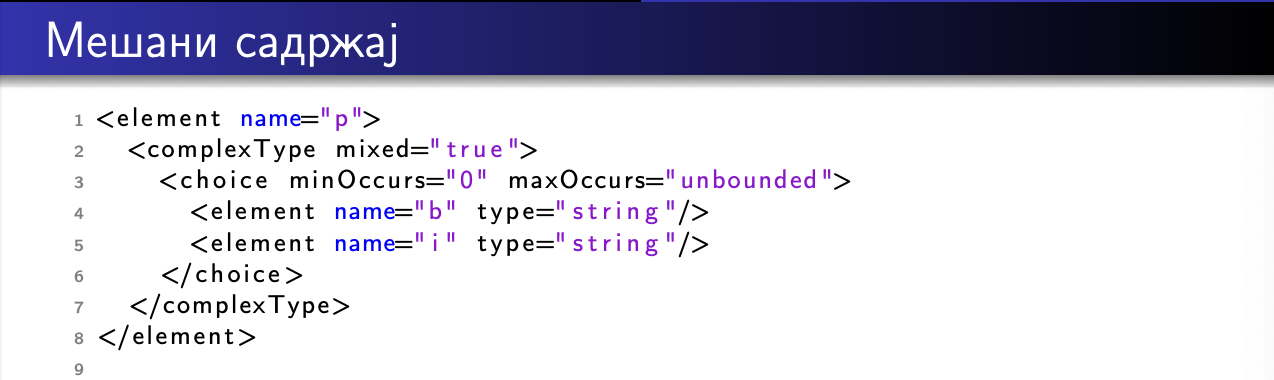 Мешани садржај
1 <element name="p">
2   <complexType mixed="true">
3     <choice minOccurs="0" maxOccurs="unbounded">
4       <element name="b" type="string"/>
5       <element name="i" type="string"/>
6     </choice>
7   </complexType>
8 </element>
9